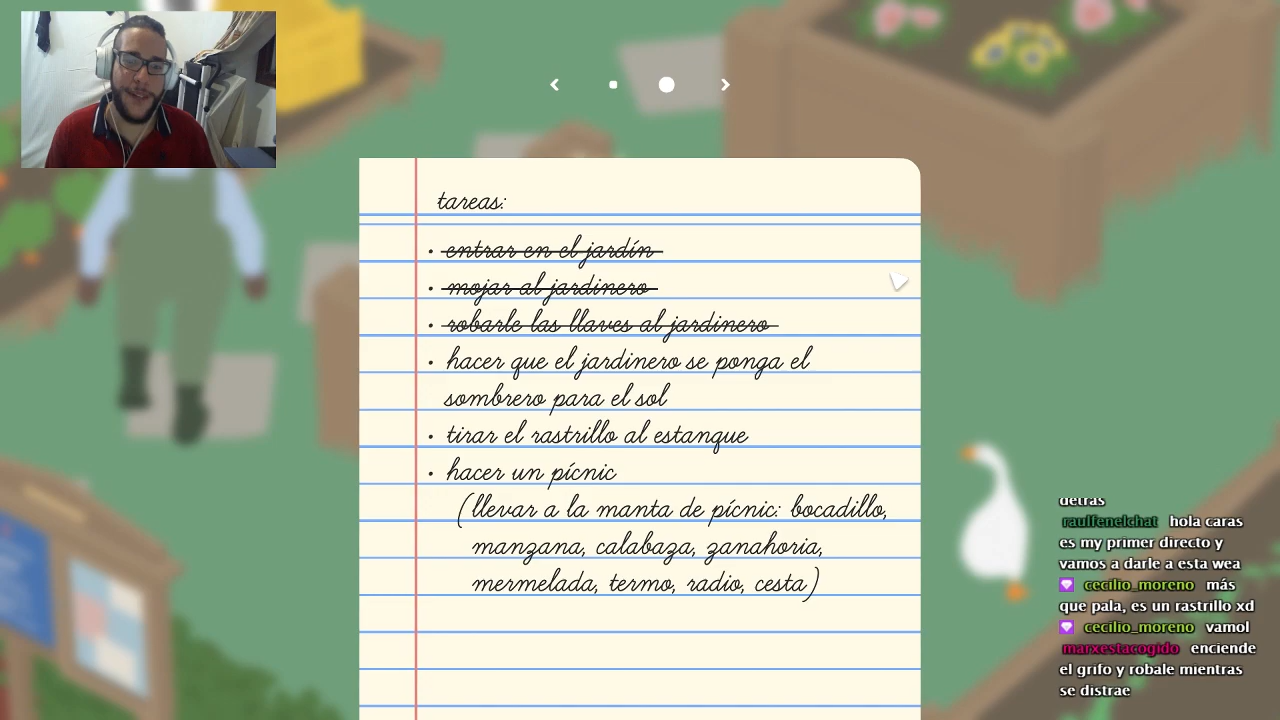 tareas:
• entrar en el jardín
• mojar al jardinero
• robarle las llaves al jardinero
• hacer que el jardinero se ponga el
sombrero para el sol
• tirar el rastrillo al estanque
• hacer un pícnic
(llevar a la manta de pícnic: bocadillo,
manzana, calabaza, zanahoria,
mermelada, termo, radio, cesta)
detras
raulfenelchat hola caras
es my primer directo y
vamos a darle a esta wea
cecilio_moreno más
que pala, es un rastrillo xd
cecilio_moreno vamol
marxestacogido enciende
el grifo y robale mientras
se distrae